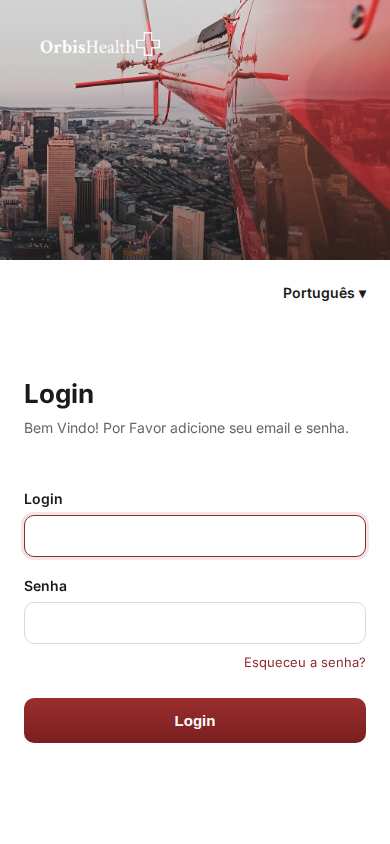 OrbisHealth
Português ▾
Login
Bem Vindo! Por Favor adicione seu email e senha.
Login
Senha
Esqueceu a senha?
Login